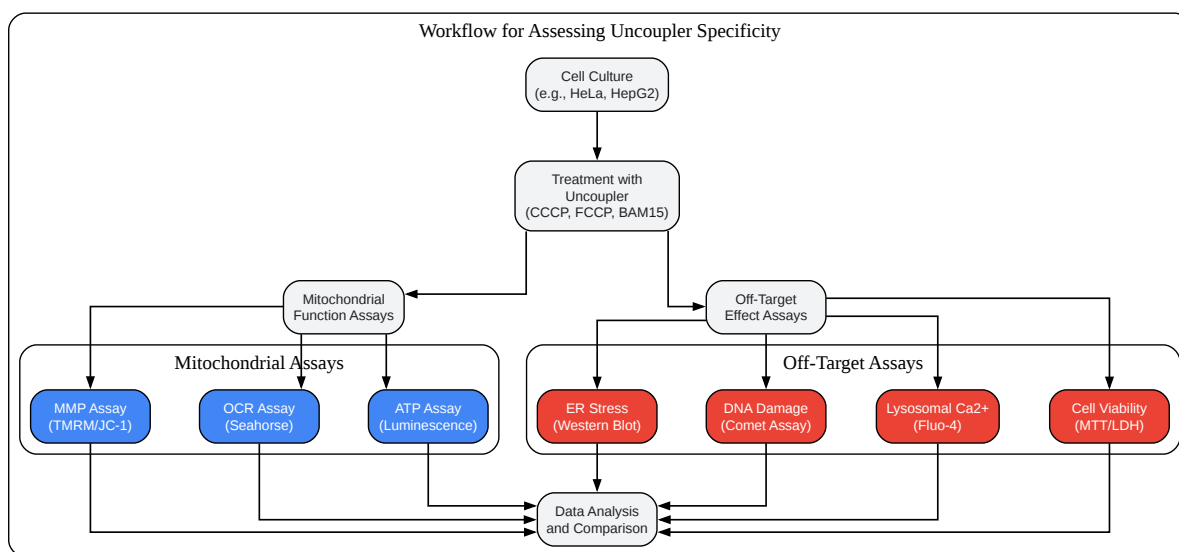 Workflow for Assessing Uncoupler Specificity
Cell Culture
(e.g., HeLa, HepG2)
Treatment with
Uncoupler
(CCCP, FCCP, BAM15)
Mitochondrial
Function Assays
Off-Target
Effect Assays
Mitochondrial Assays
Off-Target Assays
MMP Assay
(TMRM/JC-1)
OCR Assay
(Seahorse)
ATP Assay
(Luminescence)
ER Stress
(Western Blot)
DNA Damage
(Comet Assay)
Lysosomal Ca2+
(Fluo-4)
Cell Viability
(MTT/LDH)
Data Analysis
and Comparison